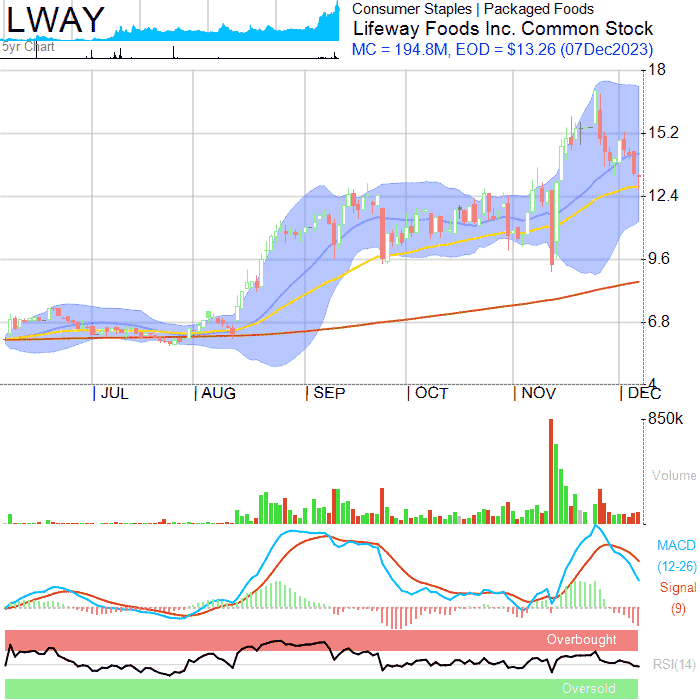 LWAY
5yr Chart
Consumer Staples | Packaged Foods
Lifeway Foods Inc. Common Stock
MC = 194.8M, EOD = $13.26 (07Dec2023)
18
15.2
12.4
9.6
6.8
4
JUL AUG SEP OCT NOV DEC
850k
Volume
MACD
(12-26)
Signal
(9)
Overbought
RSI(14)
Oversold